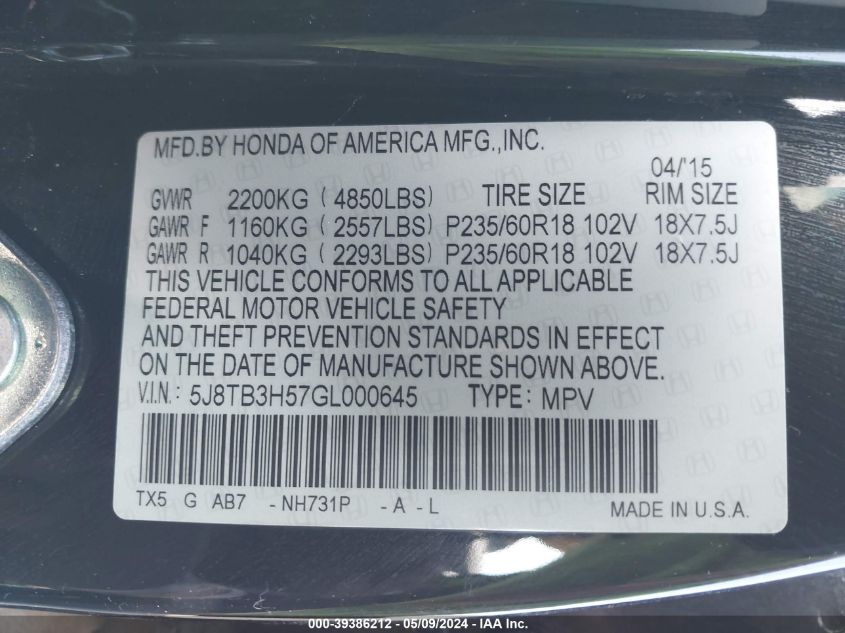 MFD.BY HONDA OF AMERICA MFG.,INC.
04/'15
GVWR 2200KG ( 4850LBS) TIRE SIZE RIM SIZE
GAWR F 1160KG ( 2557LBS) P235/60R18 102V 18X7.5J
GAWR R 1040KG ( 2293LBS) P235/60R18 102V 18X7.5J
THIS VEHICLE CONFORMS TO ALL APPLICABLE
FEDERAL MOTOR VEHICLE SAFETY
AND THEFT PREVENTION STANDARDS IN EFFECT
ON THE DATE OF MANUFACTURE SHOWN ABOVE.
V.I.N.: 5J8TB3H57GL000645 TYPE: MPV
TX5 G AB7 -NH731P -A -L MADE IN U.S.A.
000-39386212 - 05/09/2024 - IAA Inc.